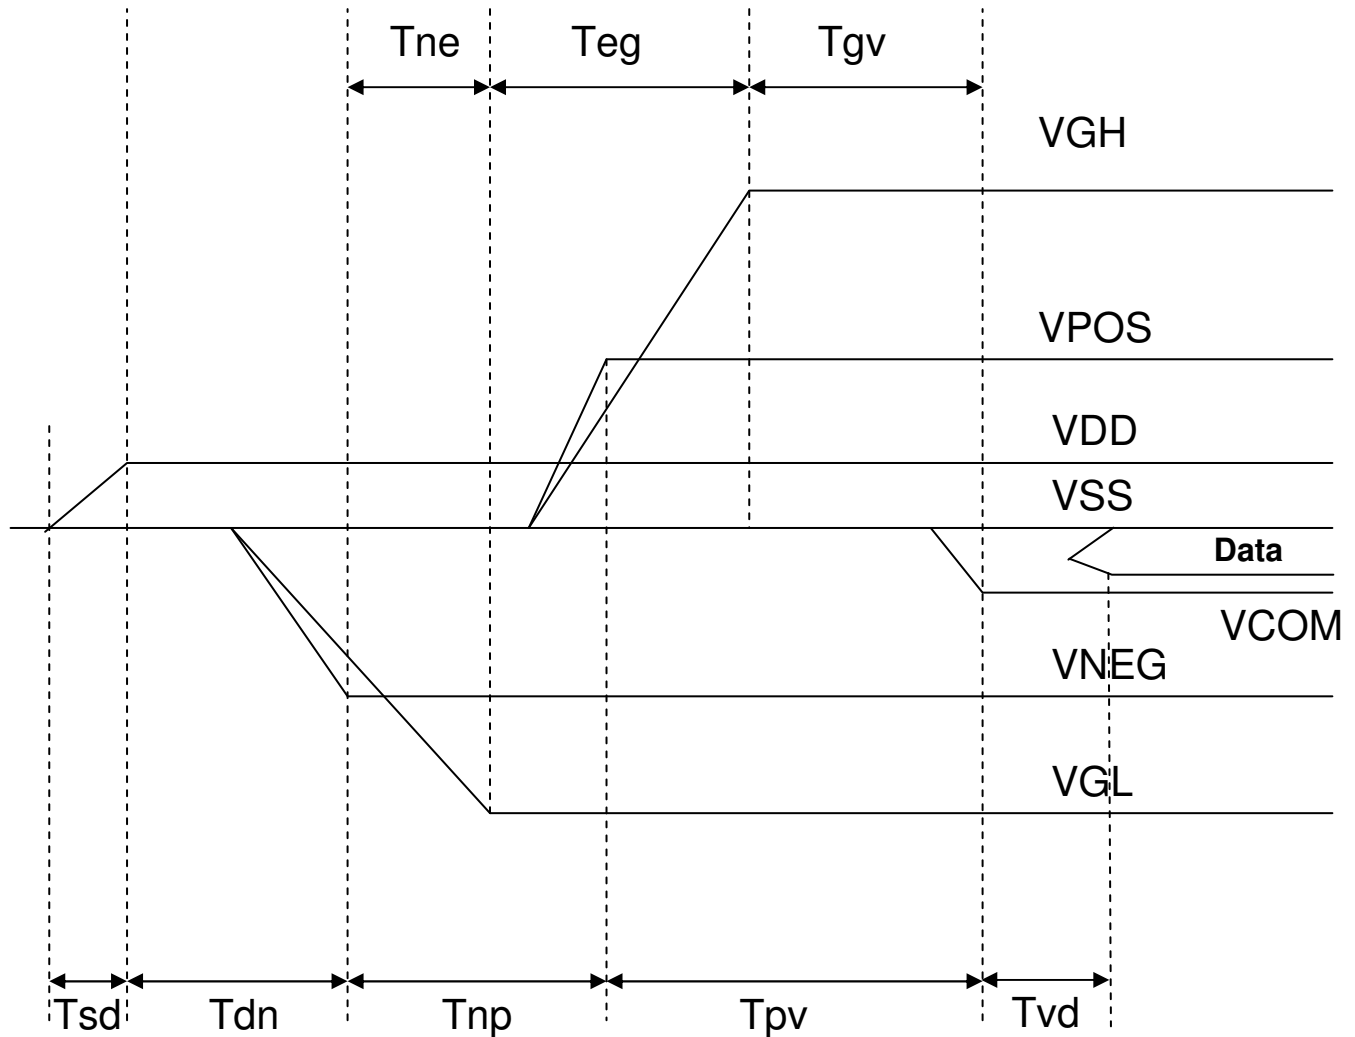 Tne Teg Tgv
VGH
VPOS
VDD
VSS
Data
VCOM
VNEG
VGL
Tsd Tdn Tnp Tpv Tvd